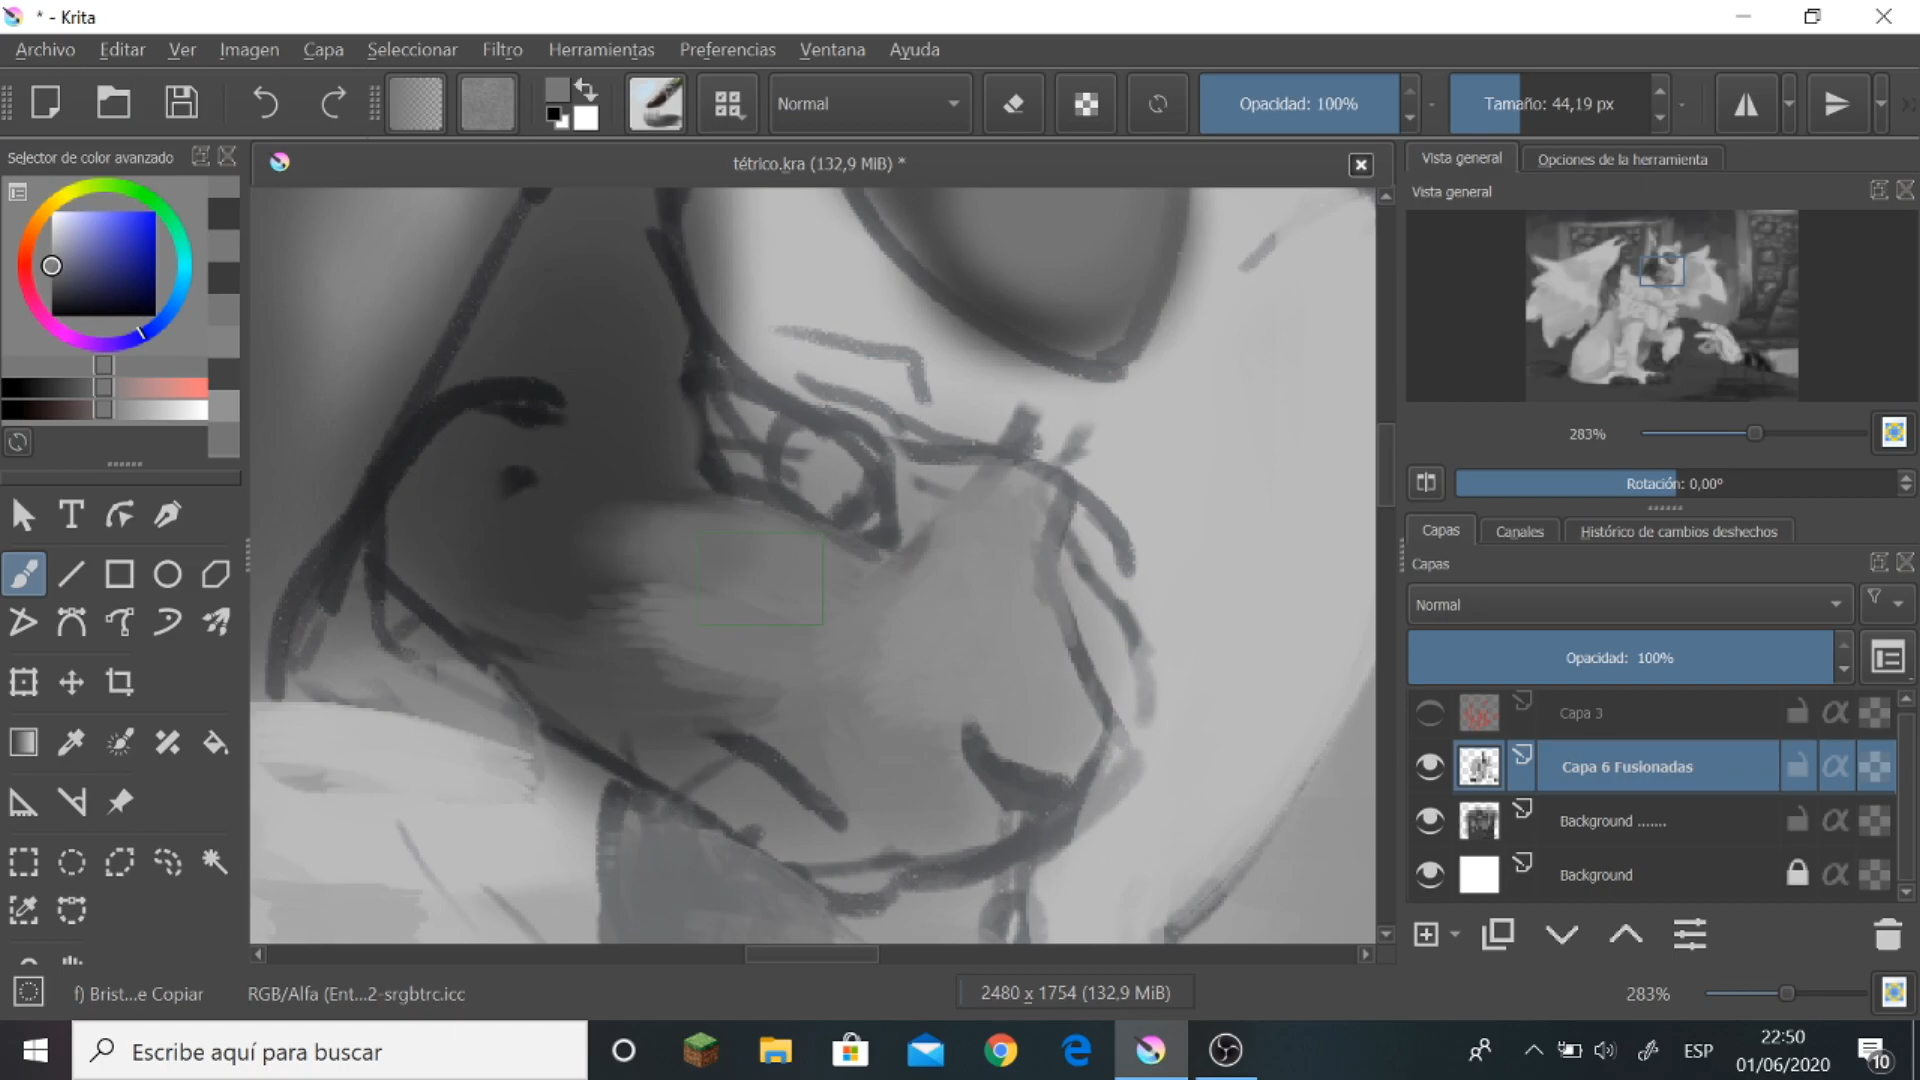 * - Krita
Archivo Editar Ver Imagen Capa Seleccionar Filtro Herramientas Preferencias Ventana Ayuda
Normal Opacidad: 100% Tamaño: 44,19 px
Selector de color avanzado
tétrico.kra (132,9 MiB) *
Vista general Opciones de la herramienta
Vista general
283%
Rotación: 0,00º
Capas Canales Histórico de cambios deshechos
Capas
Normal
Opacidad: 100%
Capa 3
Capa 6 Fusionadas
Background .......
Background
f) Brist...e Copiar RGB/Alfa (Ent...2-srgbtrc.icc 2480 x 1754 (132,9 MiB) 283%
Escribe aquí para buscar
ESP
22:50
01/06/2020
10